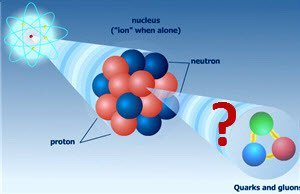 nucleus
("ion" when alone)
neutron
?
proton
Quarks and gluons